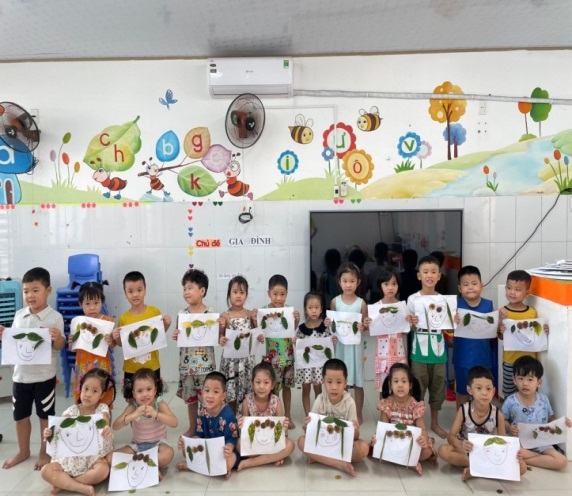 a
c h
b g
k
i ư
ô v
Chủ đề GIA ĐÌNH